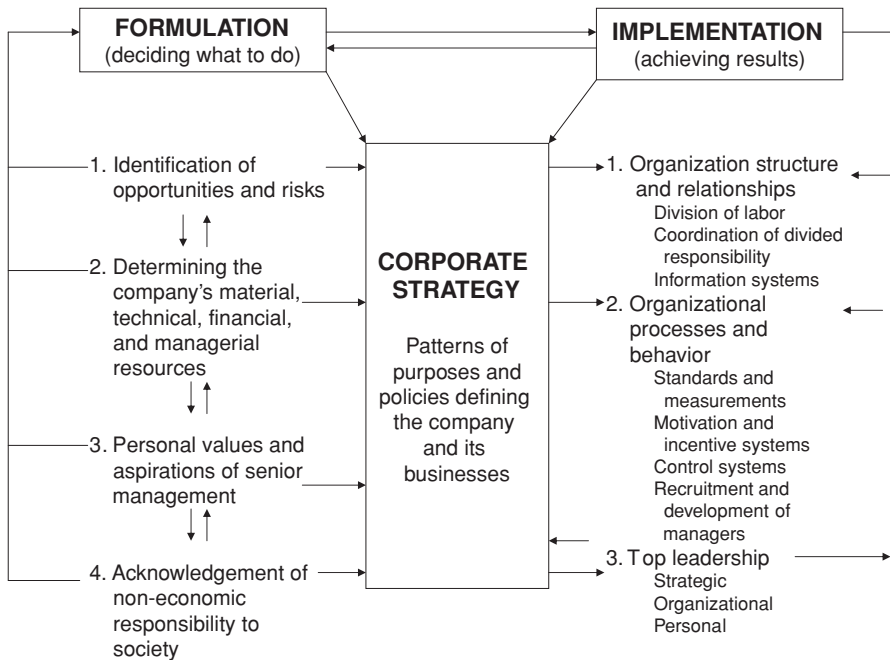 FORMULATION
(deciding what to do)
IMPLEMENTATION
(achieving results)
1. Identification of
opportunities and risks
2. Determining the
company's material,
technical, financial,
and managerial
resources
3. Personal values and
aspirations of senior
management
4. Acknowledgement of
non-economic
responsibility to
society
CORPORATE
STRATEGY
Patterns of
purposes and
policies defining
the company
and its
businesses
1. Organization structure
and relationships
Division of labor
Coordination of divided
responsibility
Information systems
2. Organizational
processes and
behavior
Standards and
measurements
Motivation and
incentive systems
Control systems
Recruitment and
development of
managers
3. Top leadership
Strategic
Organizational
Personal